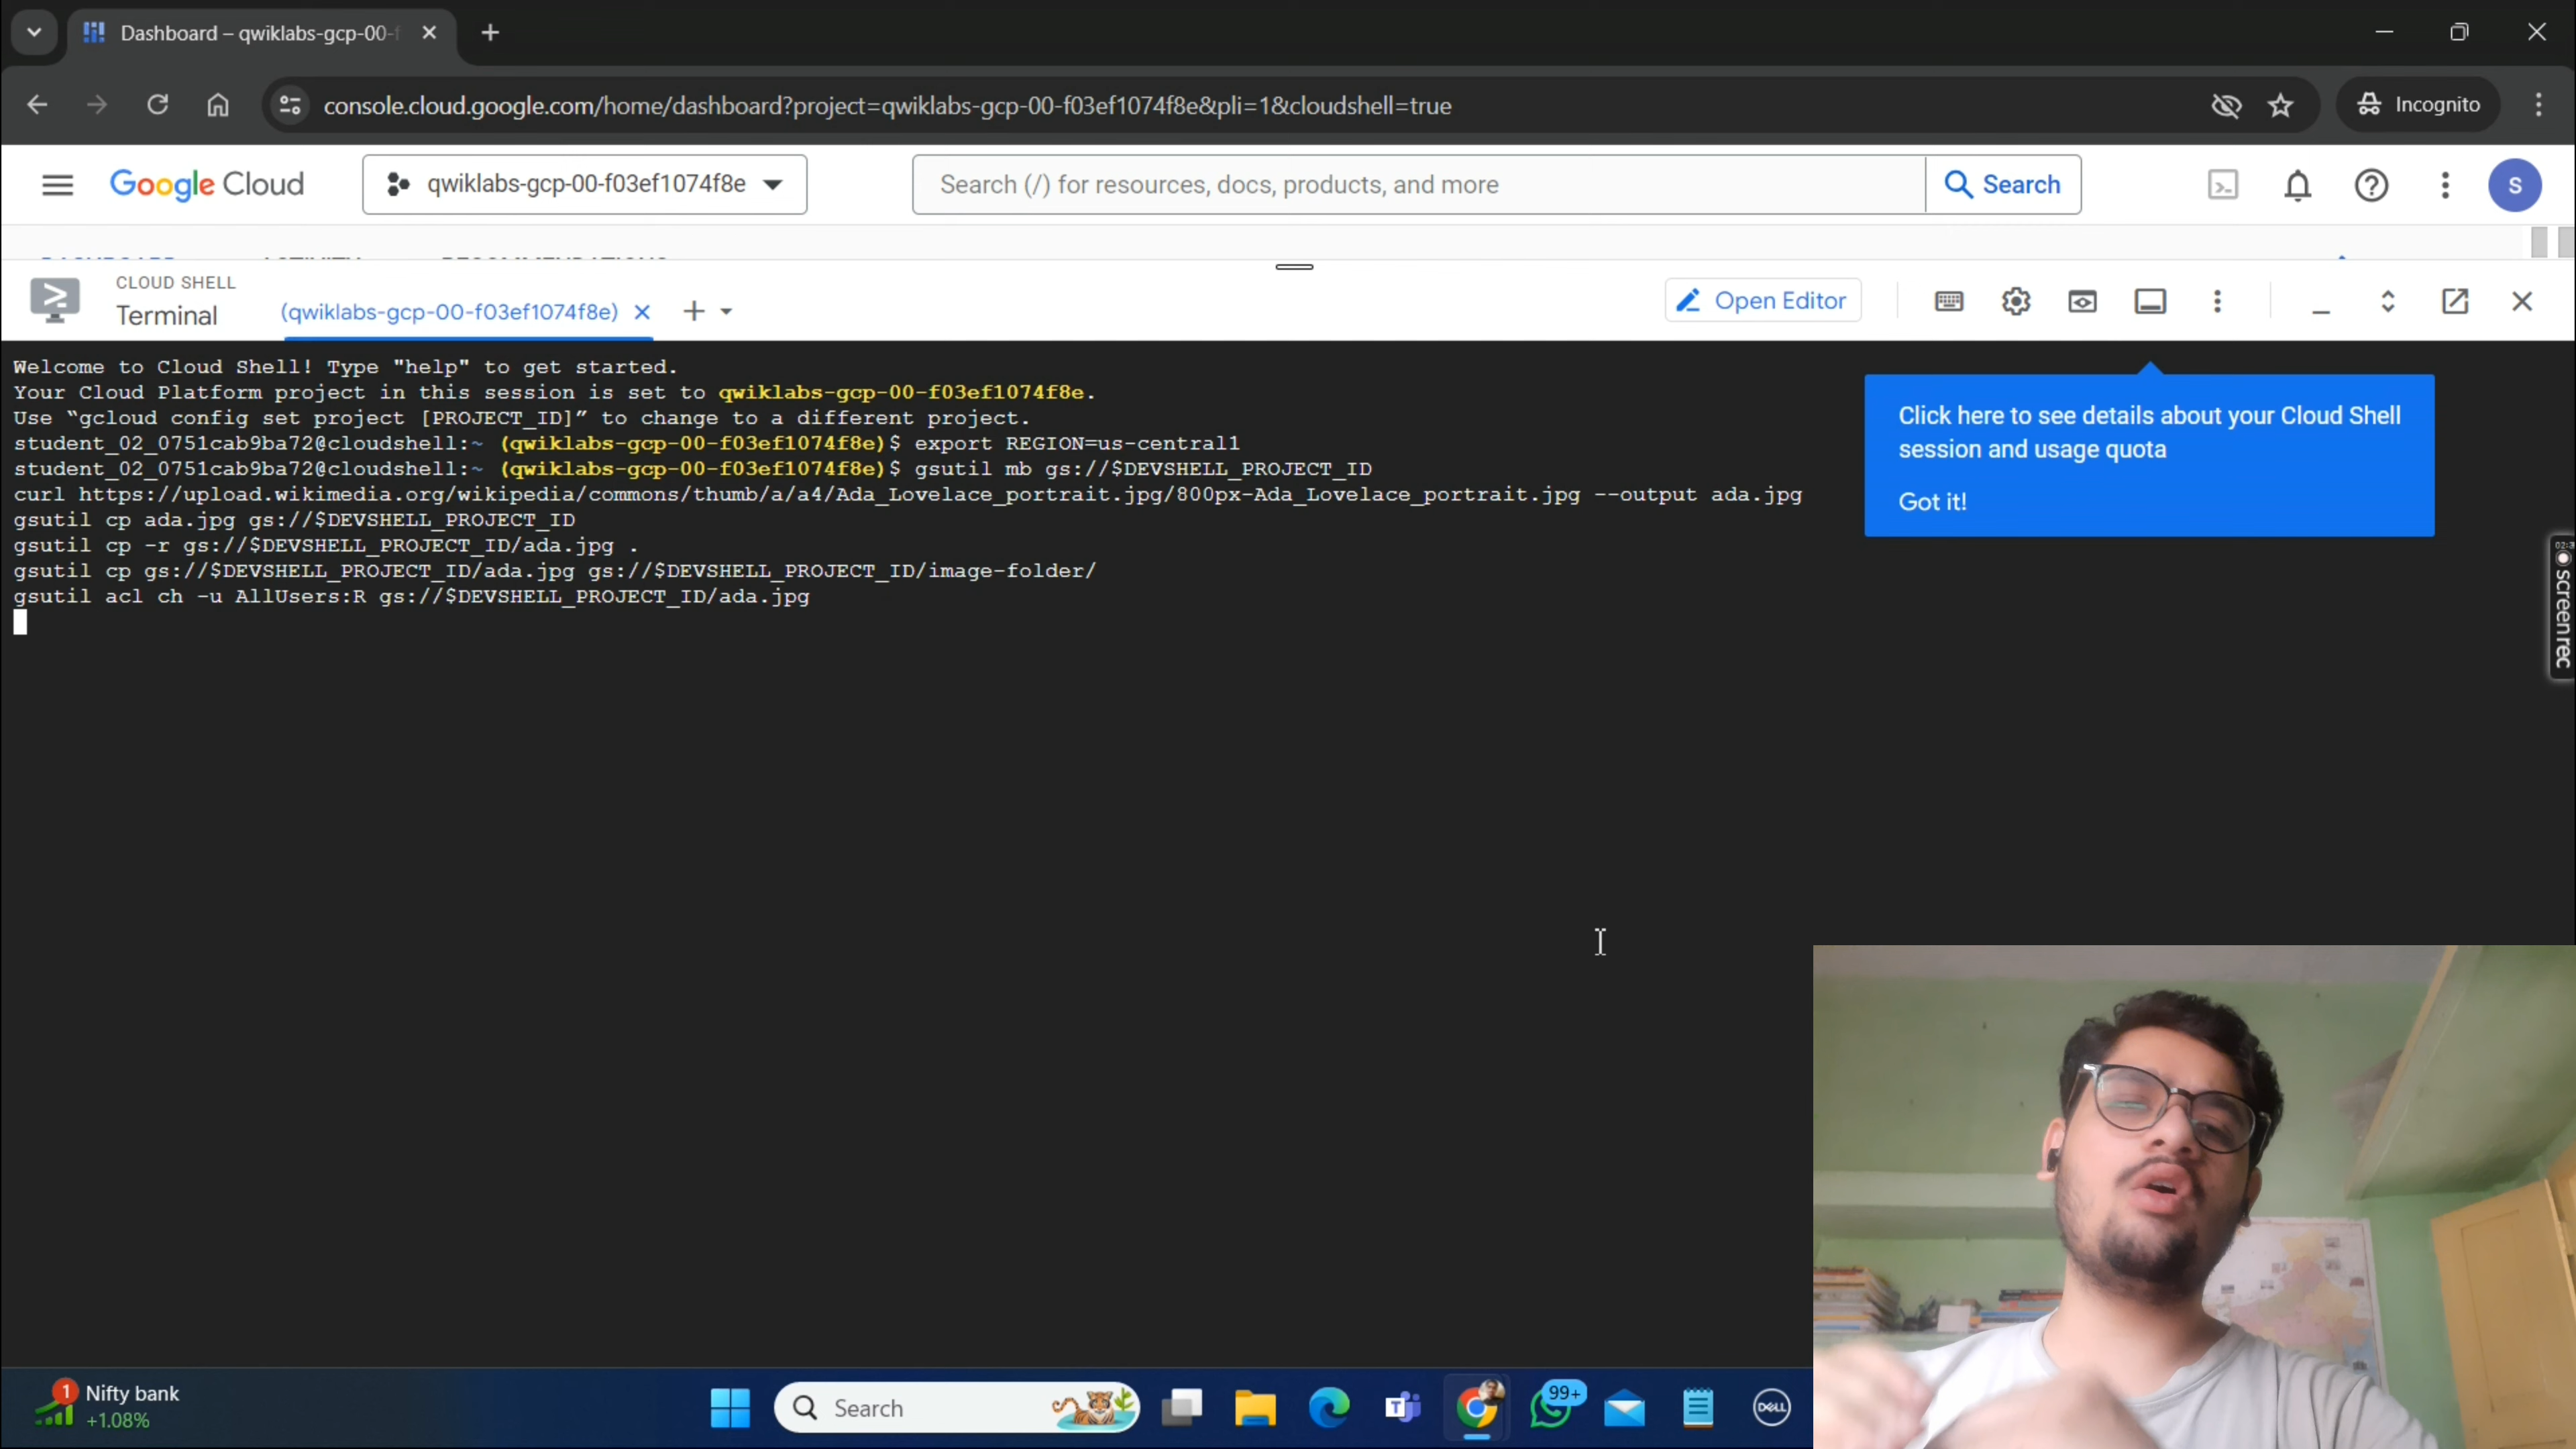 Dashboard – qwiklabs-gcp-00-f
console.cloud.google.com/home/dashboard?project=qwiklabs-gcp-00-f03ef1074f8e&pli=1&cloudshell=true
Incognito
Google Cloud
qwiklabs-gcp-00-f03ef1074f8e
Search (/) for resources, docs, products, and more
Search
S
CLOUD SHELL
Terminal
(qwiklabs-gcp-00-f03ef1074f8e)
Open Editor
Welcome to Cloud Shell! Type "help" to get started.
Your Cloud Platform project in this session is set to qwiklabs-gcp-00-f03ef1074f8e.
Use “gcloud config set project [PROJECT_ID]” to change to a different project.
student_02_0751cab9ba72@cloudshell:~ (qwiklabs-gcp-00-f03ef1074f8e)$ export REGION=us-central1
student_02_0751cab9ba72@cloudshell:~ (qwiklabs-gcp-00-f03ef1074f8e)$ gsutil mb gs://$DEVSHELL_PROJECT_ID
curl https://upload.wikimedia.org/wikipedia/commons/thumb/a/a4/Ada_Lovelace_portrait.jpg/800px-Ada_Lovelace_portrait.jpg --output ada.jpg
gsutil cp ada.jpg gs://$DEVSHELL_PROJECT_ID
gsutil cp -r gs://$DEVSHELL_PROJECT_ID/ada.jpg .
gsutil cp gs://$DEVSHELL_PROJECT_ID/ada.jpg gs://$DEVSHELL_PROJECT_ID/image-folder/
gsutil acl ch -u AllUsers:R gs://$DEVSHELL_PROJECT_ID/ada.jpg
Click here to see details about your Cloud Shell
session and usage quota
Got it!
screenrec
1
Nifty bank
+1.08%
Search
99+
DELL